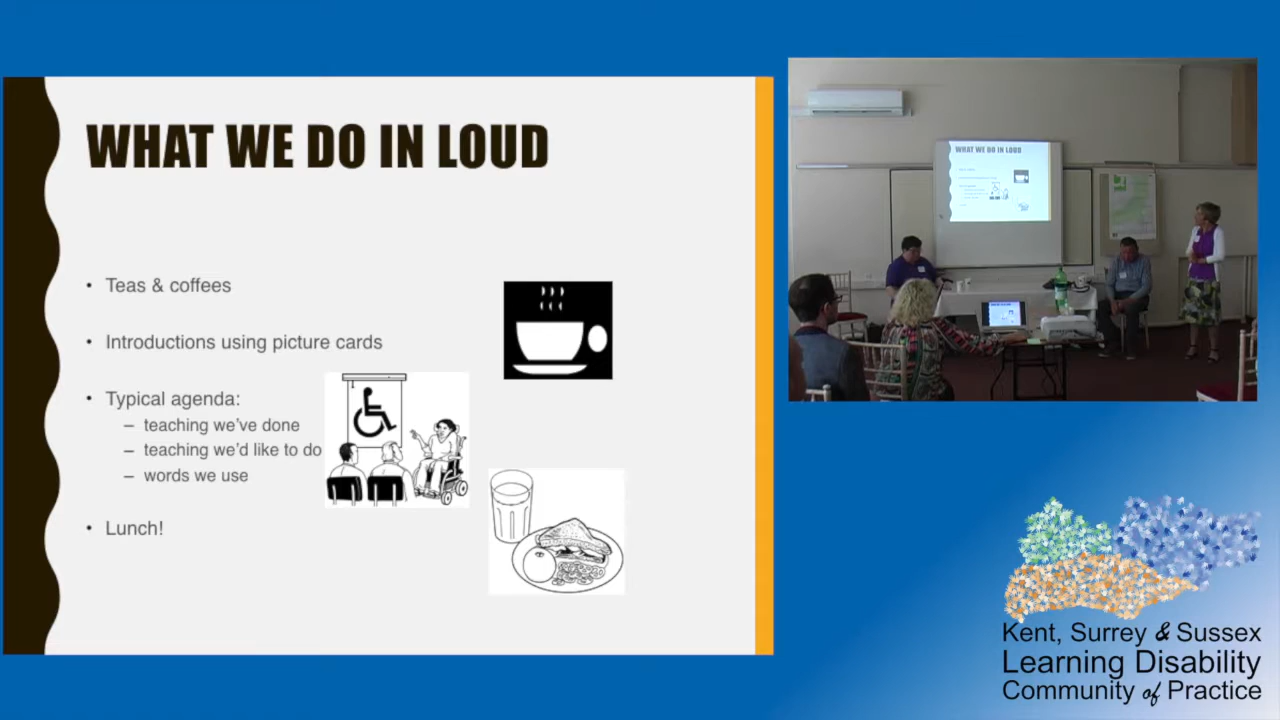 WHAT WE DO IN LOUD
• Teas & coffees
• Introductions using picture cards
• Typical agenda:
– teaching we've done
– teaching we'd like to do
– words we use
• Lunch!
WHAT WE DO IN LOUD
Kent, Surrey & Sussex
Learning Disability
Community of Practice